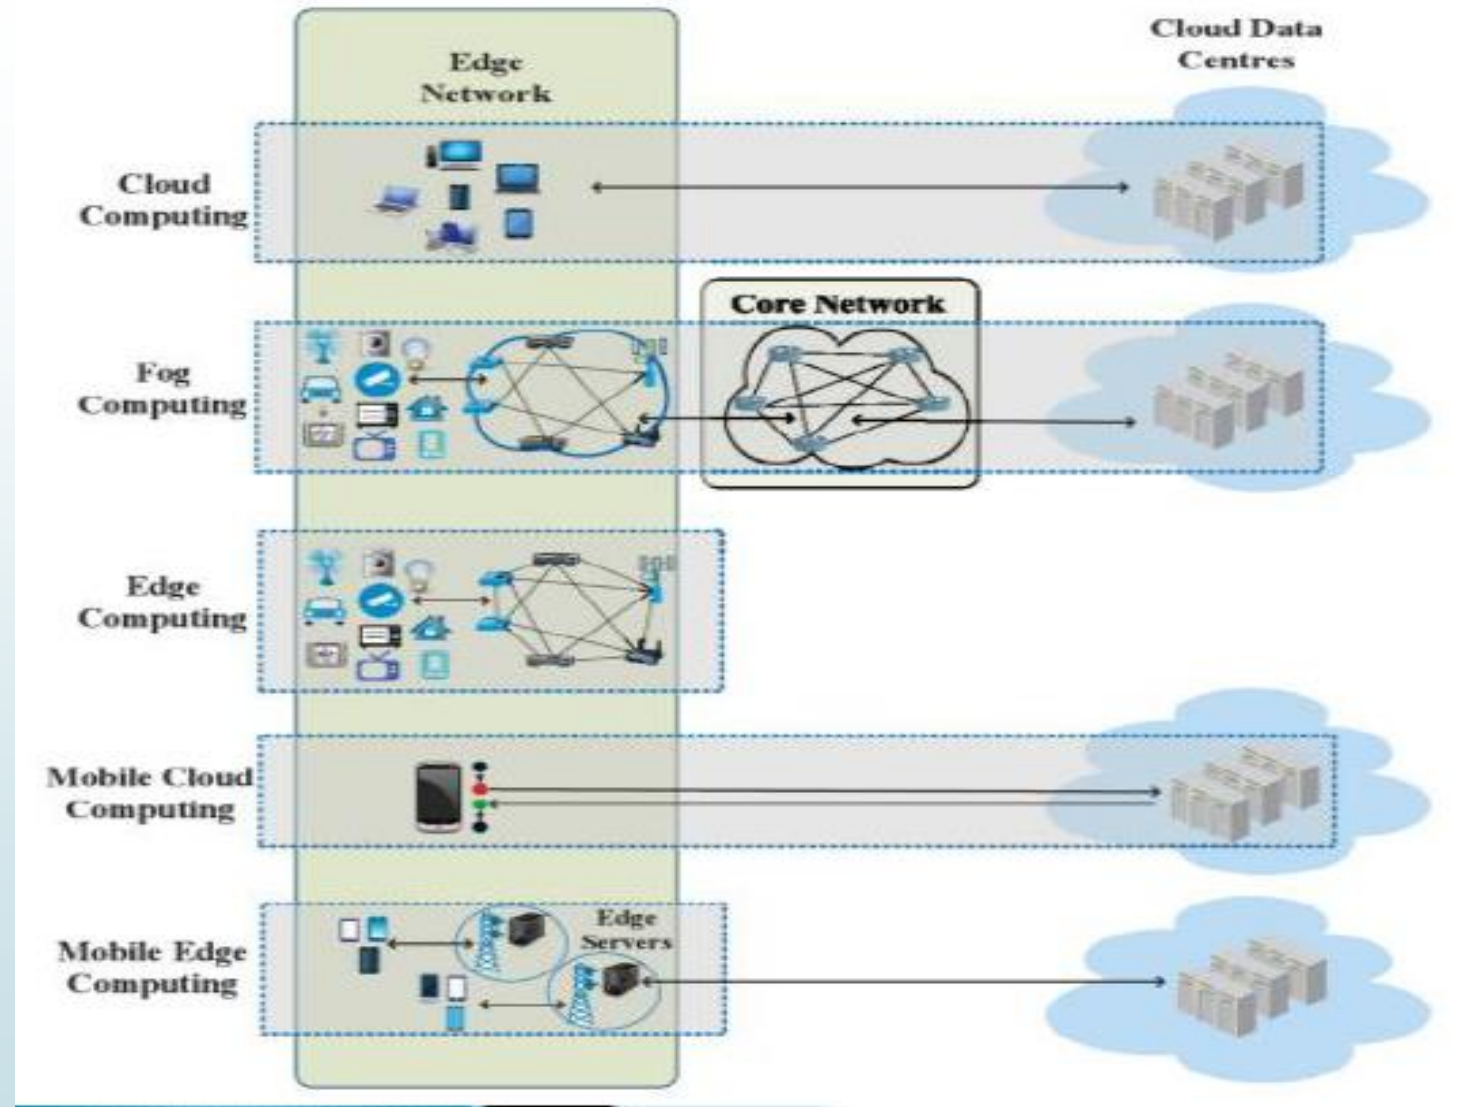 Edge
Network
Cloud Data
Centres
Cloud
Computing
Core Network
Fog
Computing
Edge
Computing
Mobile Cloud
Computing
Edge
Servers
Mobile Edge
Computing